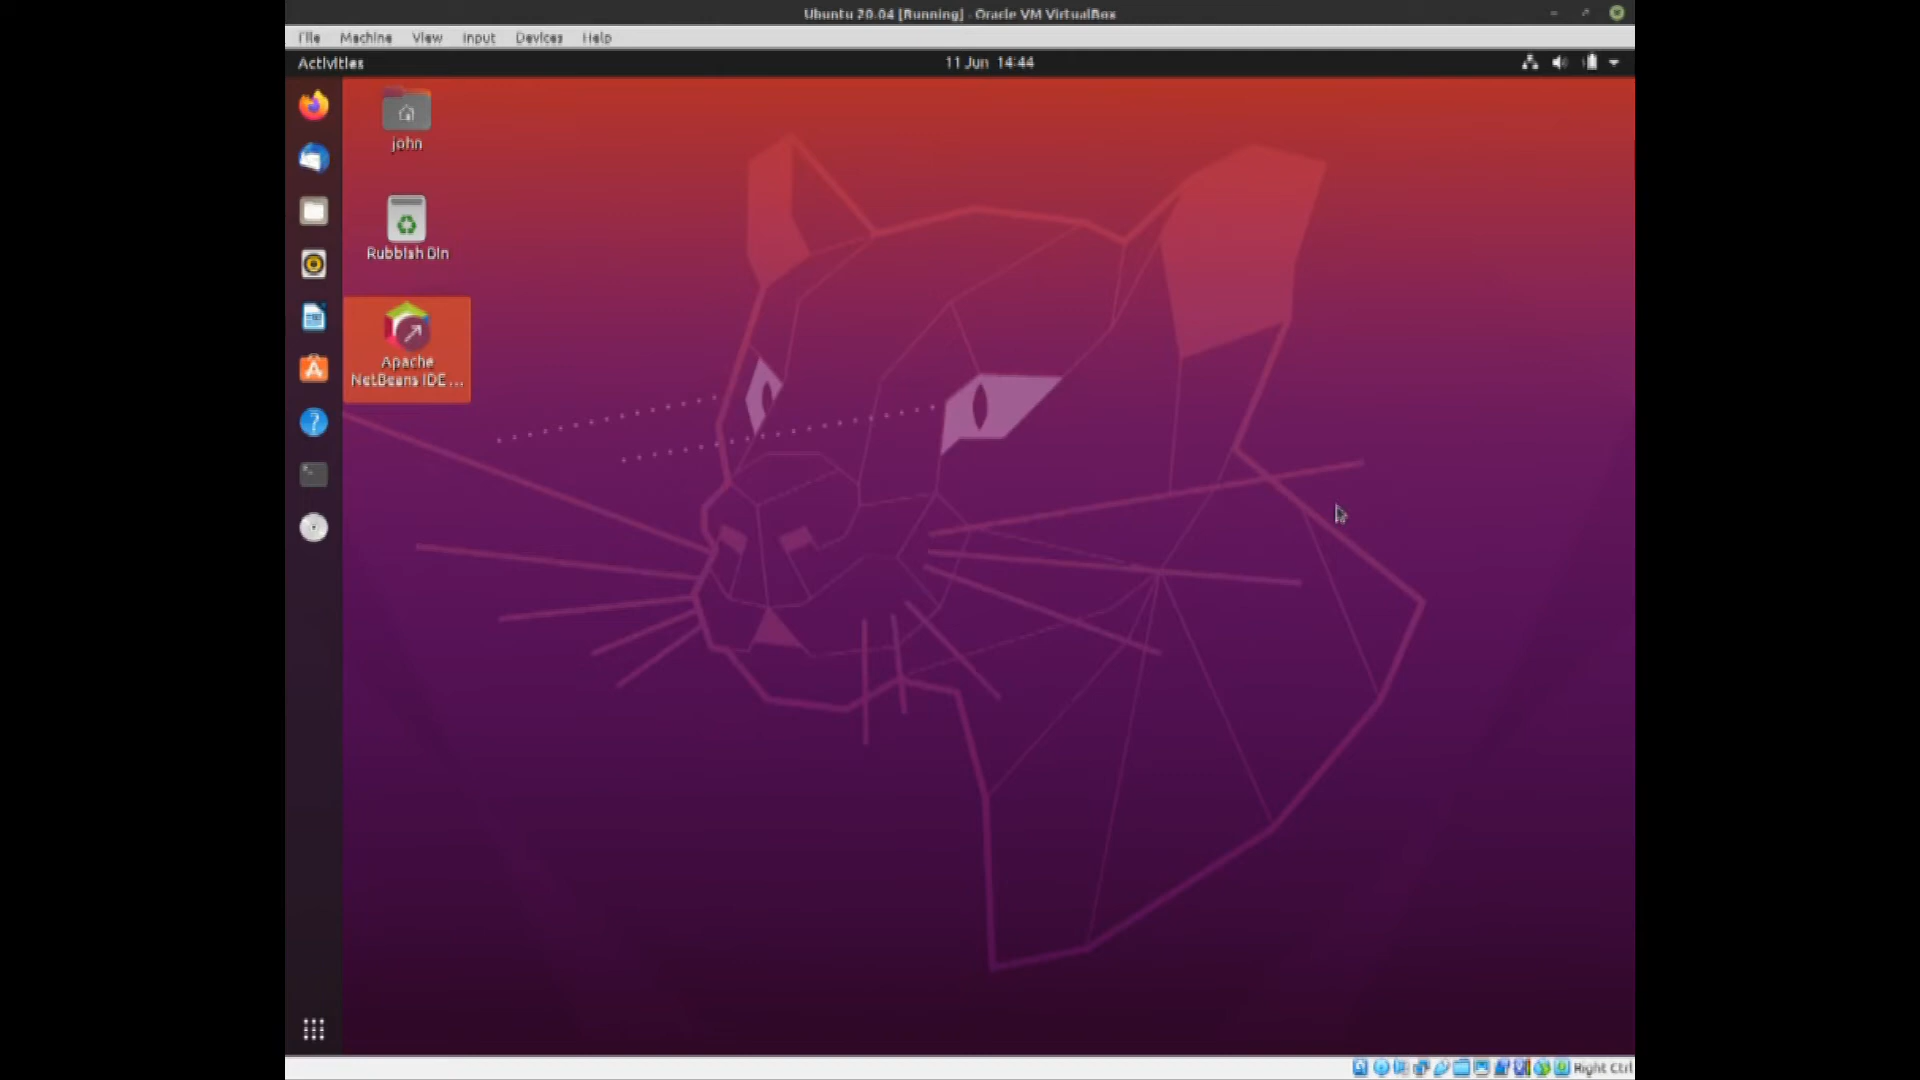 Ubuntu 20.04 [Running] - Oracle VM VirtualBox
File Machine View Input Devices Help
Activities
11 Jun 14:44
john
Rubbish Bin
Apache
NetBeans IDE ...
Right Ctrl